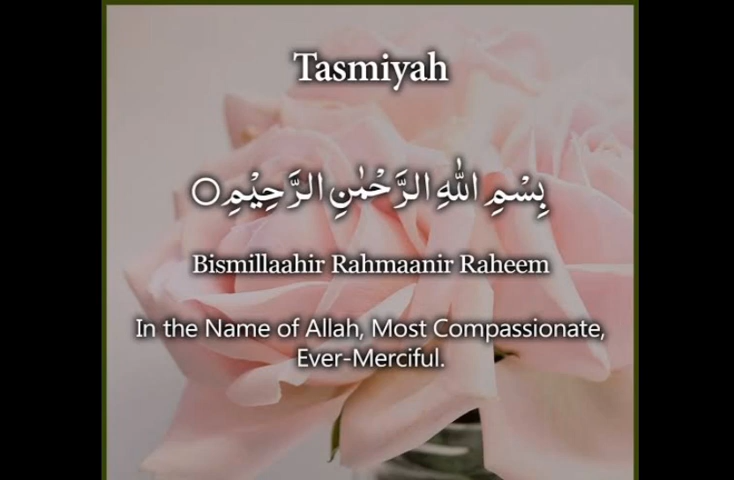 Tasmiyah
بِسْمِ اللّٰهِ الرَّحْمٰنِ الرَّحِيْمِ○
Bismillaahir Rahmaanir Raheem
In the Name of Allah, Most Compassionate,
Ever-Merciful.